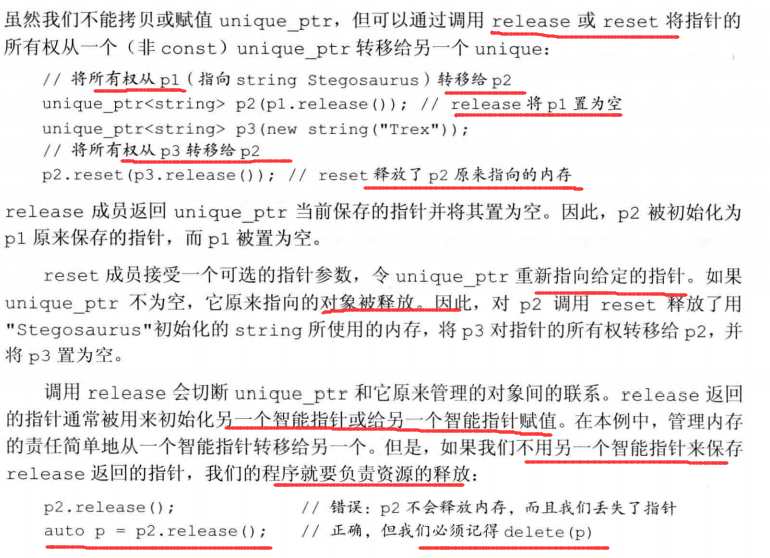 虽然我们不能拷贝或赋值 unique_ptr，但可以通过调用 release 或 reset 将指针的
所有权从一个（非 const）unique_ptr 转移给另一个 unique：
// 将所有权从 p1（指向 string Stegosaurus）转移给 p2
unique_ptr<string> p2(p1.release()); // release 将 p1 置为空
unique_ptr<string> p3(new string("Trex"));
// 将所有权从 p3 转移给 p2
p2.reset(p3.release()); // reset 释放了 p2 原来指向的内存
release 成员返回 unique_ptr 当前保存的指针并将其置为空。因此，p2 被初始化为
p1 原来保存的指针，而 p1 被置为空。
reset 成员接受一个可选的指针参数，令 unique_ptr 重新指向给定的指针。如果
unique_ptr 不为空，它原来指向的对象被释放。因此，对 p2 调用 reset 释放了用
"Stegosaurus"初始化的 string 所使用的内存，将 p3 对指针的所有权转移给 p2，并
将 p3 置为空。
调用 release 会切断 unique_ptr 和它原来管理的对象间的联系。release 返回
的指针通常被用来初始化另一个智能指针或给另一个智能指针赋值。在本例中，管理内存
的责任简单地从一个智能指针转移给另一个。但是，如果我们不用另一个智能指针来保存
release 返回的指针，我们的程序就要负责资源的释放：
p2.release(); // 错误：p2 不会释放内存，而且我们丢失了指针
auto p = p2.release(); // 正确，但我们必须记得 delete(p)